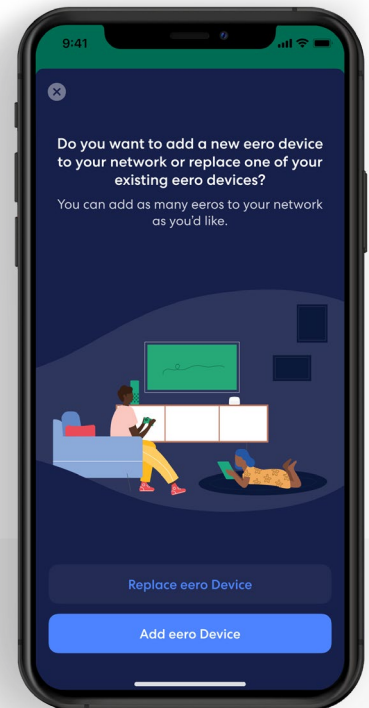 9:41
Do you want to add a new eero device
to your network or replace one of your
existing eero devices?
You can add as many eeros to your network
as you'd like.
Replace eero Device
Add eero Device